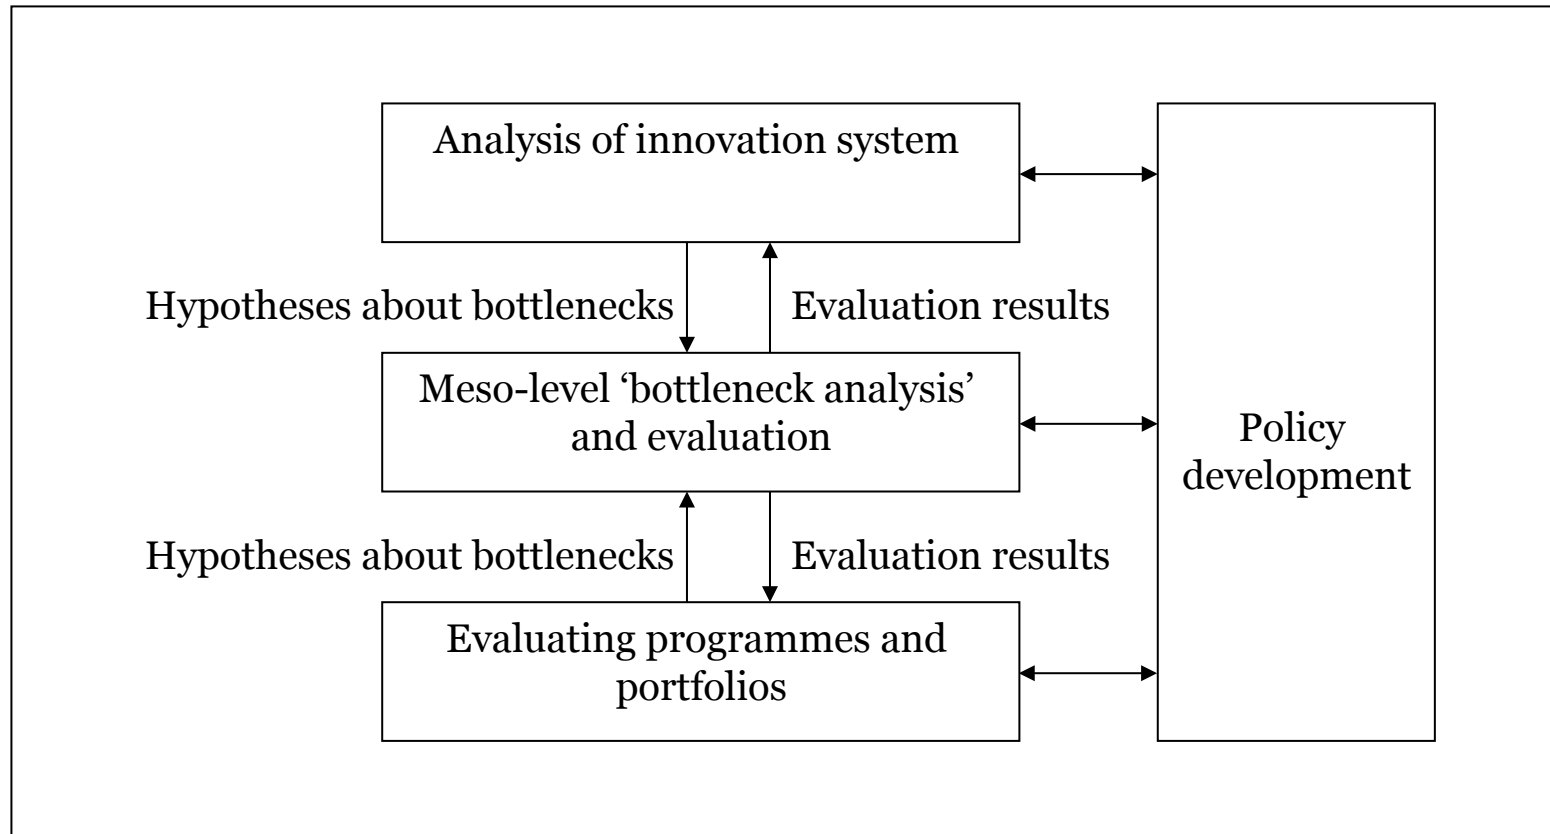 Analysis of innovation system
Hypotheses about bottlenecks
Evaluation results
Meso-level ‘bottleneck analysis’
and evaluation
Policy
development
Hypotheses about bottlenecks
Evaluation results
Evaluating programmes and
portfolios